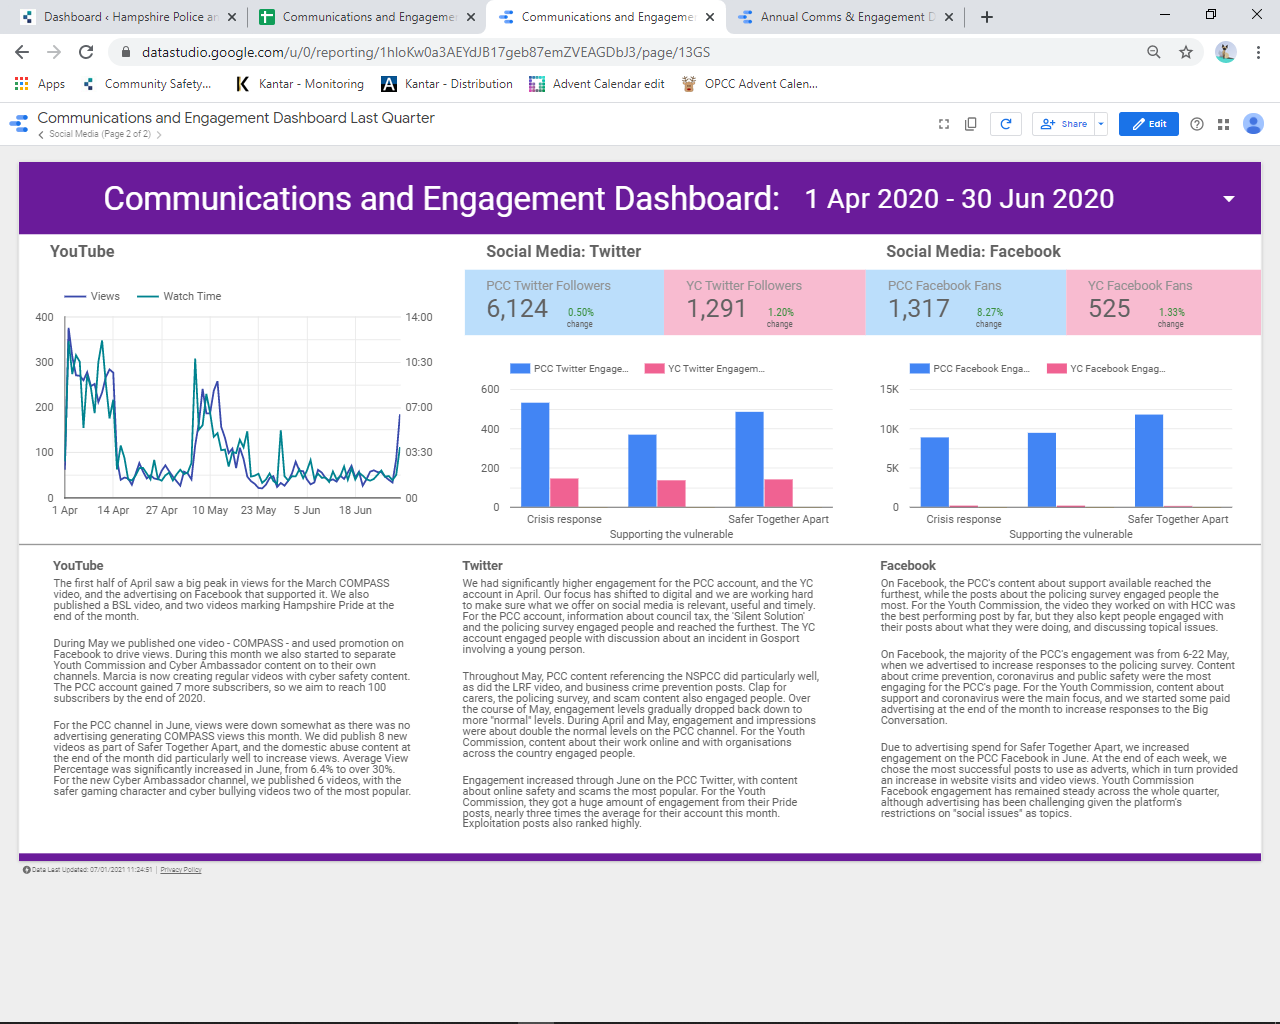 Dashboard ‹ Hampshire Police an
Communications and Engagemen
Communications and Engagemen
Annual Comms & Engagement D
datastudio.google.com/u/0/reporting/1hIoKw0a3AEYdJB17geb87emZVEAGDbJ3/page/13GS
Apps
Community Safety...
Kantar - Monitoring
Kantar - Distribution
Advent Calendar edit
OPCC Advent Calen...
Communications and Engagement Dashboard Last Quarter
Social Media (Page 2 of 2)
Share
Edit
Communications and Engagement Dashboard: 1 Apr 2020 - 30 Jun 2020
YouTube
Views Watch Time
400 14:00
300 10:30
200 07:00
100 03:30
0 00
1 Apr 14 Apr 27 Apr 10 May 23 May 5 Jun 18 Jun
Social Media: Twitter
PCC Twitter Followers
6,124 0.50%
change
YC Twitter Followers
1,291 1.20%
change
PCC Twitter Engage... YC Twitter Engagem...
600
400
200
0
Crisis response Safer Together Apart
Supporting the vulnerable
Social Media: Facebook
PCC Facebook Fans
1,317 8.27%
change
YC Facebook Fans
525 1.33%
change
PCC Facebook Enga... YC Facebook Engag...
15K
10K
5K
0
Crisis response Safer Together Apart
Supporting the vulnerable
YouTube
The first half of April saw a big peak in views for the March COMPASS
video, and the advertising on Facebook that supported it. We also
published a BSL video, and two videos marking Hampshire Pride at the
end of the month.
During May we published one video - COMPASS - and used promotion on
Facebook to drive views. During this month we also started to separate
Youth Commission and Cyber Ambassador content on to their own
channels. Marcia is now creating regular videos with cyber safety content.
The PCC account gained 7 more subscribers, so we aim to reach 100
subscribers by the end of 2020.
For the PCC channel in June, views were down somewhat as there was no
advertising generating COMPASS views this month. We did publish 8 new
videos as part of Safer Together Apart, and the domestic abuse content at
the end of the month did particularly well to increase views. Average View
Percentage was significantly increased in June, from 6.4% to over 30%.
For the new Cyber Ambassador channel, we published 6 videos, with the
safer gaming character and cyber bullying videos two of the most popular.
Twitter
We had significantly higher engagement for the PCC account, and the YC
account in April. Our focus has shifted to digital and we are working hard
to make sure what we offer on social media is relevant, useful and timely.
For the PCC account, information about council tax, the 'Silent Solution'
and the policing survey engaged people and reached the furthest. The YC
account engaged people with discussion about an incident in Gosport
involving a young person.
Throughout May, PCC content referencing the NSPCC did particularly well,
as did the LRF video, and business crime prevention posts. Clap for
carers, the policing survey, and scam content also engaged people. Over
the course of May, engagement levels gradually dropped back down to
more "normal" levels. During April and May, engagement and impressions
were about double the normal levels on the PCC channel. For the Youth
Commission, content about their work online and with organisations
across the country engaged people.
Engagement increased through June on the PCC Twitter, with content
about online safety and scams the most popular. For the Youth
Commission, they got a huge amount of engagement from their Pride
posts, nearly three times the average for their account this month.
Exploitation posts also ranked highly.
Facebook
On Facebook, the PCC's content about support available reached the
furthest, while the posts about the policing survey engaged people the
most. For the Youth Commission, the video they worked on with HCC was
the best performing post by far, but they also kept people engaged with
their posts about what they were doing, and discussing topical issues.
On Facebook, the majority of the PCC's engagement was from 6-22 May,
when we advertised to increase responses to the policing survey. Content
about crime prevention, coronavirus and public safety were the most
engaging for the PCC's page. For the Youth Commission, content about
support and coronavirus were the main focus, and we started some paid
advertising at the end of the month to increase responses to the Big
Conversation.
Due to advertising spend for Safer Together Apart, we increased
engagement on the PCC Facebook in June. At the end of each week, we
chose the most successful posts to use as adverts, which in turn provided
an increase in website visits and video views. Youth Commission
Facebook engagement has remained steady across the whole quarter,
although advertising has been challenging given the platform's
restrictions on "social issues" as topics.
Data Last Updated: 07/01/2021 11:24:51 | Privacy Policy